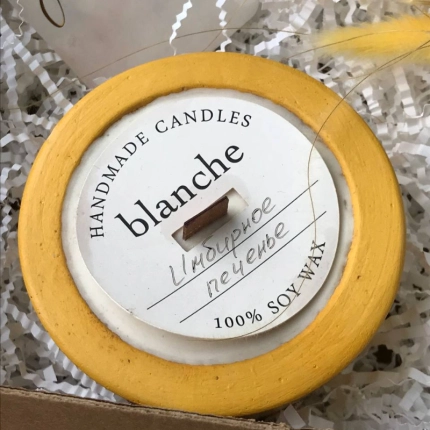 HANDMADE CANDLES
blanche
Имбирное
печенье
100% SOY WAX